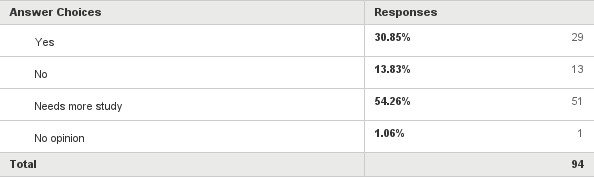 Answer Choices Responses
Yes 30.85% 29
No 13.83% 13
Needs more study 54.26% 51
No opinion 1.06% 1
Total 94